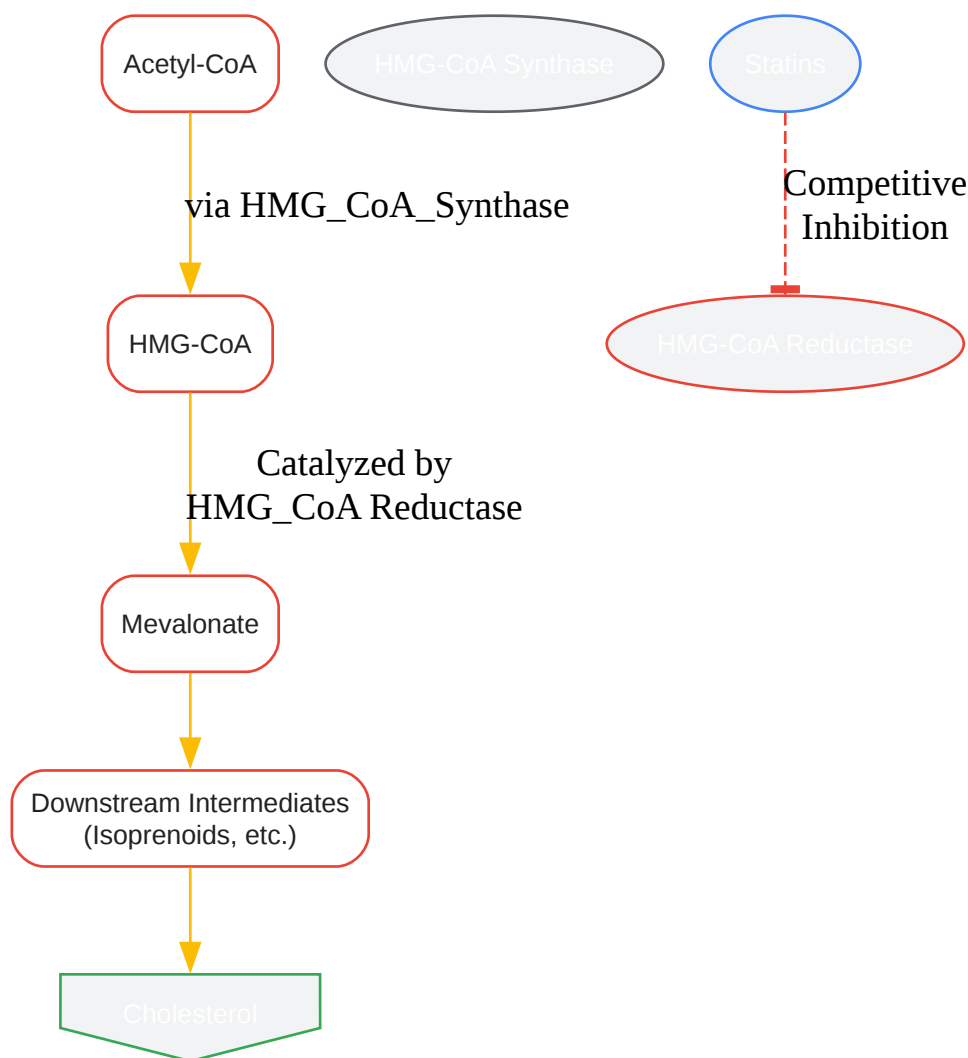 Acetyl-CoA
HMG-CoA Synthase
Statins
via HMG_CoA_Synthase
Competitive
Inhibition
HMG-CoA
HMG-CoA Reductase
Catalyzed by
HMG_CoA Reductase
Mevalonate
Downstream Intermediates
(Isoprenoids, etc.)
Cholesterol